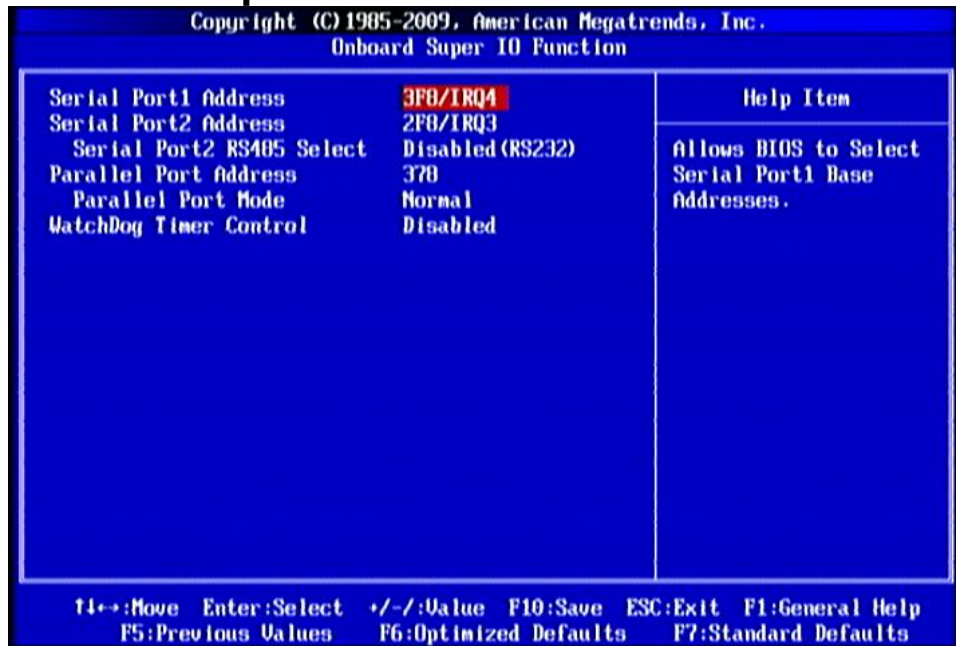 Copyright (C)1985-2009, American Megatrends, Inc.
Onboard Super IO Function
Serial Port1 Address 3F8/IRQ4
Serial Port2 Address 2F8/IRQ3
Serial Port2 RS485 Select Disabled(RS232)
Parallel Port Address 378
Parallel Port Mode Normal
WatchDog Timer Control Disabled
Help Item
Allows BIOS to Select
Serial Port1 Base
Addresses.
↑↓←→:Move Enter:Select +/-/:Value F10:Save ESC:Exit F1:General Help
F5:Previous Values F6:Optimized Defaults F7:Standard Defaults